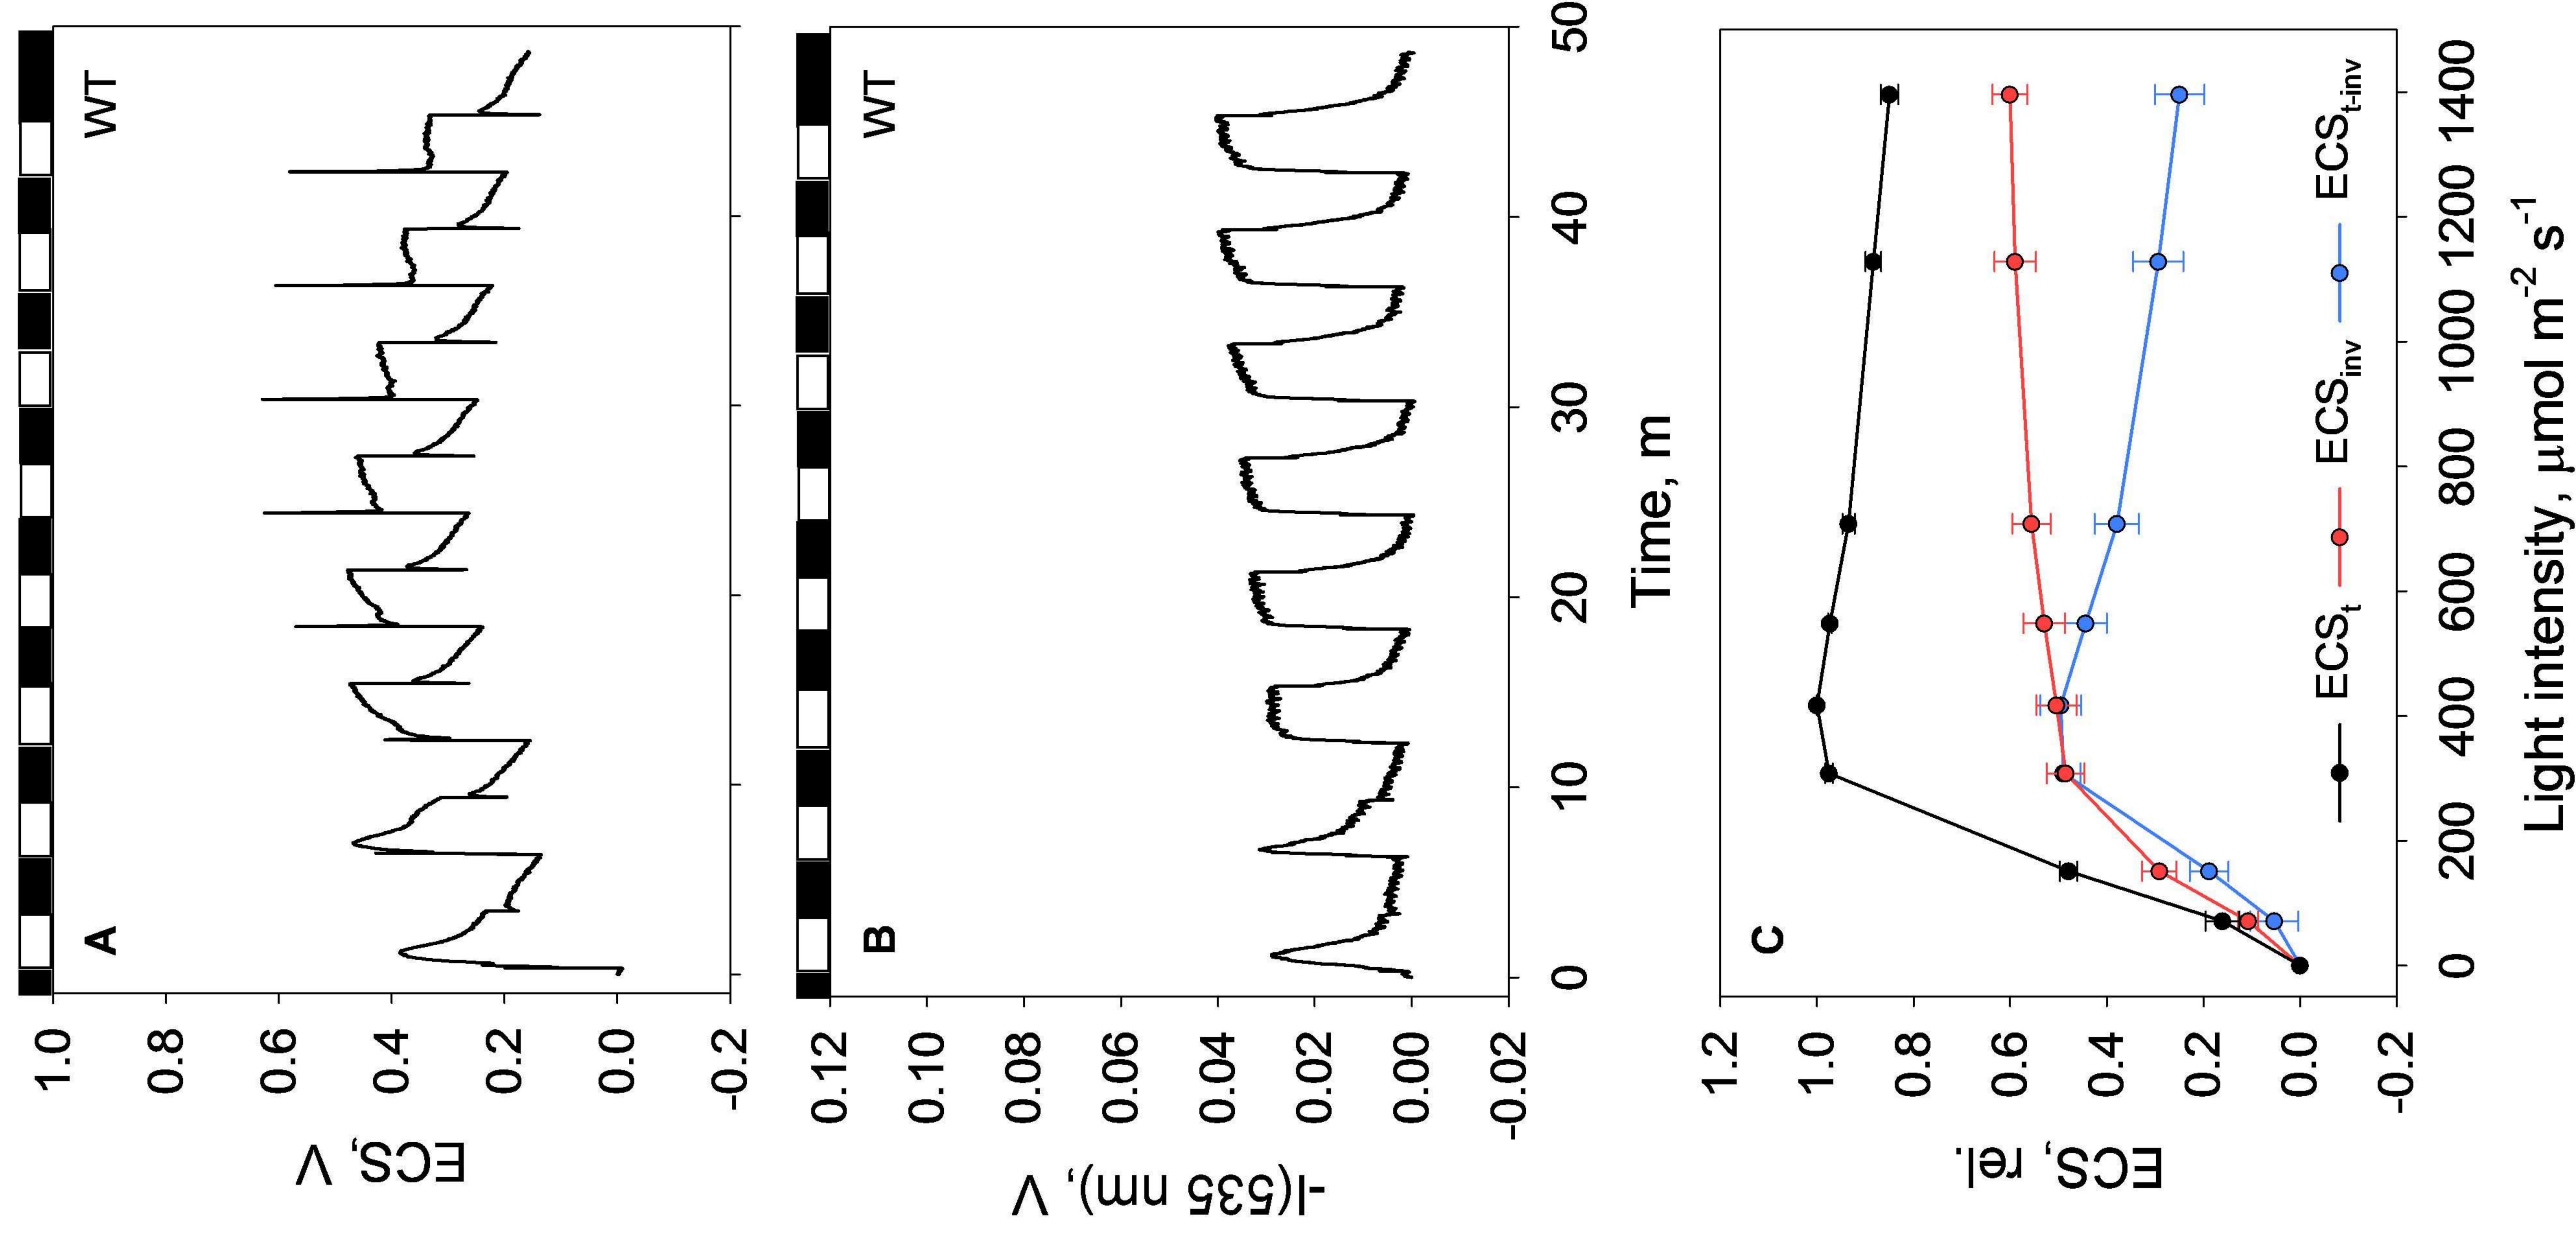 A
WT
1.0
0.8
0.6
0.4
0.2
0.0
-0.2
ECS, V
B
WT
0.12
0.10
0.08
0.06
0.04
0.02
0.00
-0.02
-I(535 nm), V
0 10 20 30 40 50
Time, m
C
1.2
1.0
0.8
0.6
0.4
0.2
0.0
-0.2
ECS, rel.
ECSt ECSinv ECSt-inv
0 200 400 600 800 1000 1200 1400
Light intensity, μmol m-2 s-1